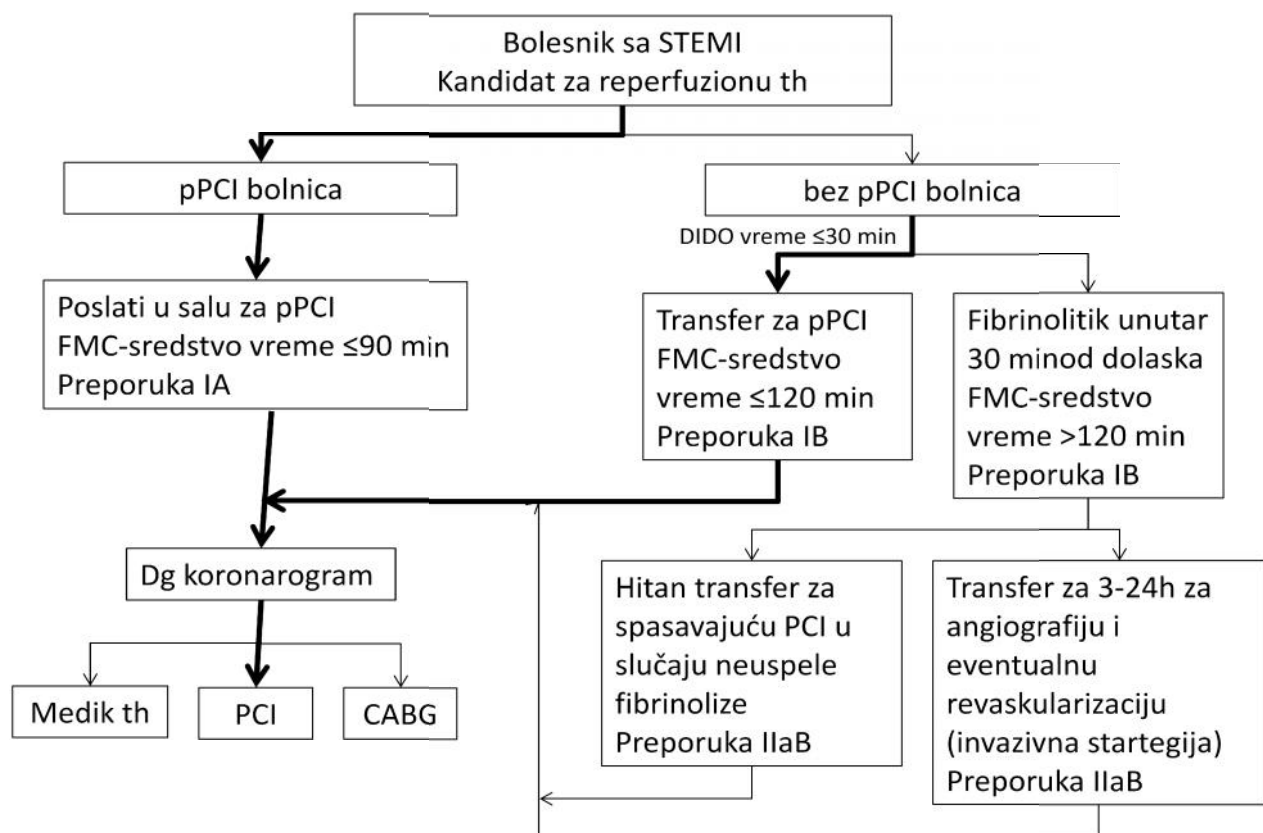 Bolesnik sa STEMI
Kandidat za reperfuzionu th
pPCI bolnica
bez pPCI bolnica
DIDO vreme ≤30 min
Poslati u salu za pPCI
FMC-sredstvo vreme ≤90 min
Preporuka IA
Transfer za pPCI
FMC-sredstvo
vreme ≤120 min
Preporuka IB
Fibrinolitik unutar
30 minod dolaska
FMC-sredstvo
vreme >120 min
Preporuka IB
Dg koronarogram
Hitan transfer za
spasavajuću PCI u
slučaju neuspele
fibrinolize
Preporuka IIaB
Transfer za 3-24h za
angiografiju i
eventualnu
revaskularizaciju
(invazivna startegija)
Preporuka IIaB
Medik th
PCI
CABG